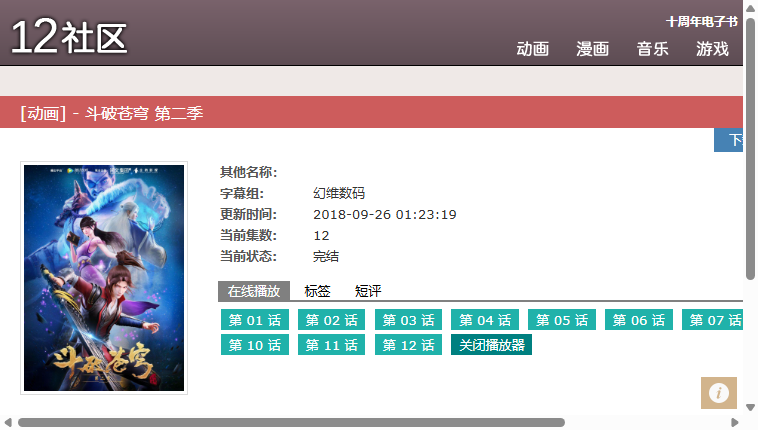 十周年电子书
12社区
动画 漫画 音乐 游戏
[动画] - 斗破苍穹 第二季
斗破苍穹
其他名称:
字幕组: 幻维数码
更新时间: 2018-09-26 01:23:19
当前集数: 12
当前状态: 完结
在线播放 标签 短评
第 01 话 第 02 话 第 03 话 第 04 话 第 05 话 第 06 话 第 07 话
第 10 话 第 11 话 第 12 话 关闭播放器